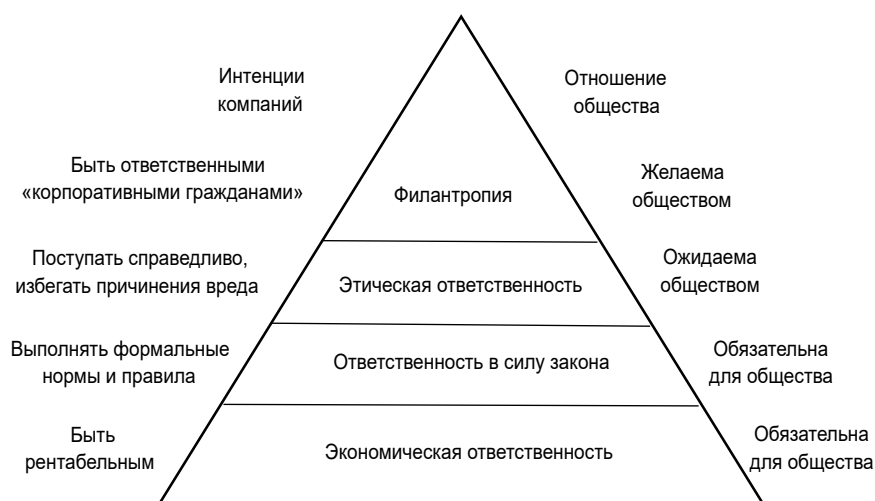 Интенции
компаний
Отношение
общества
Быть ответственными
«корпоративными гражданами»
Филантропия
Желаема
обществом
Поступать справедливо,
избегать причинения вреда
Этическая ответственность
Ожидаема
обществом
Выполнять формальные
нормы и правила
Ответственность в силу закона
Обязательна
для общества
Быть
рентабельным
Экономическая ответственность
Обязательна
для общества